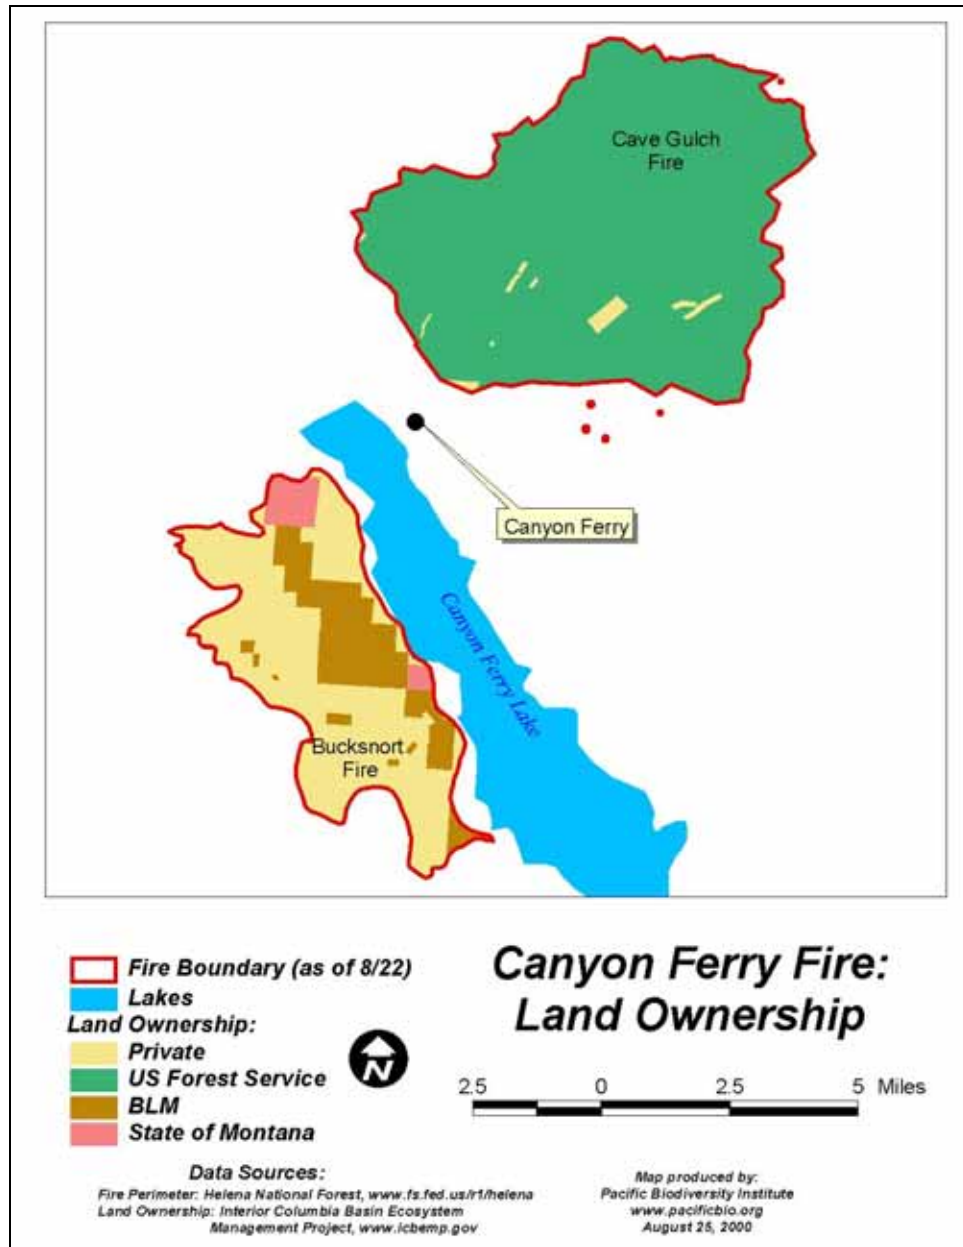 Cave Gulch
Fire
Canyon Ferry
Canyon Ferry Lake
Bucksnort
Fire
Canyon Ferry Fire:
Land Ownership
Fire Boundary (as of 8/22)
Lakes
Land Ownership:
Private
US Forest Service
BLM
State of Montana
N
2.5 0 2.5 5 Miles
Data Sources:
Fire Perimeter: Helena National Forest, www.fs.fed.us/r1/helena
Land Ownership: Interior Columbia Basin Ecosystem
Management Project, www.icbemp.gov
Map produced by:
Pacific Biodiversity Institute
www.pacificbio.org
August 25, 2000